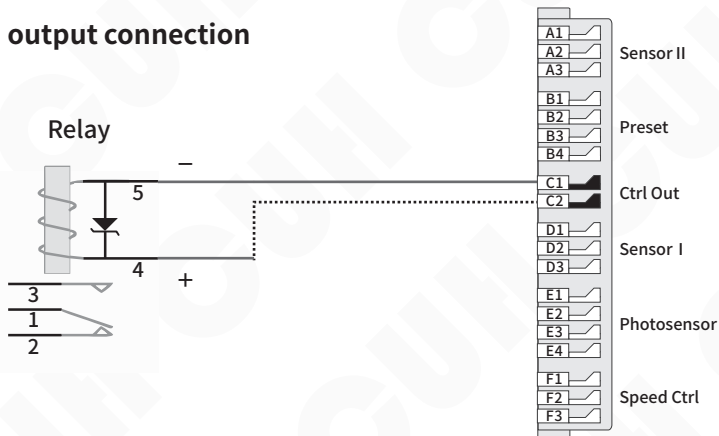 output connection
Relay
–
5
4
+
3
1
2
A1
A2
A3
Sensor II
B1
B2
B3
B4
Preset
C1
C2
Ctrl Out
D1
D2
D3
Sensor I
E1
E2
E3
E4
Photosensor
F1
F2
F3
Speed Ctrl